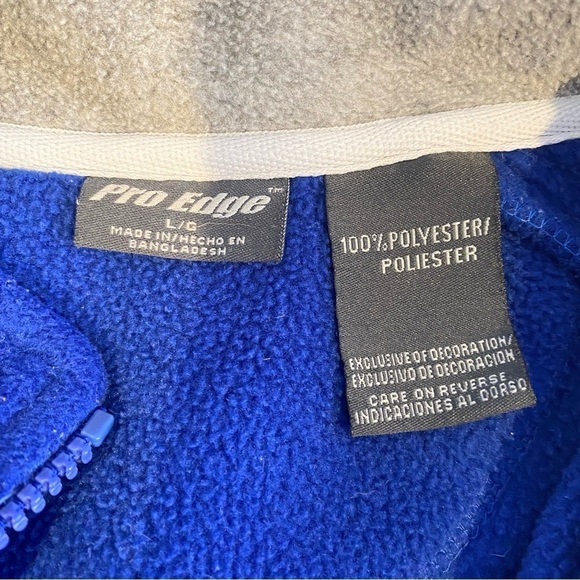 Pro Edge™
L/G
MADE IN/HECHO EN
BANGLADESH
100% POLYESTER/
POLIESTER
EXCLUSIVE OF DECORATION/
EXCLUSIVO DE DECORACION
CARE ON REVERSE
INDICACIONES AL DORSO